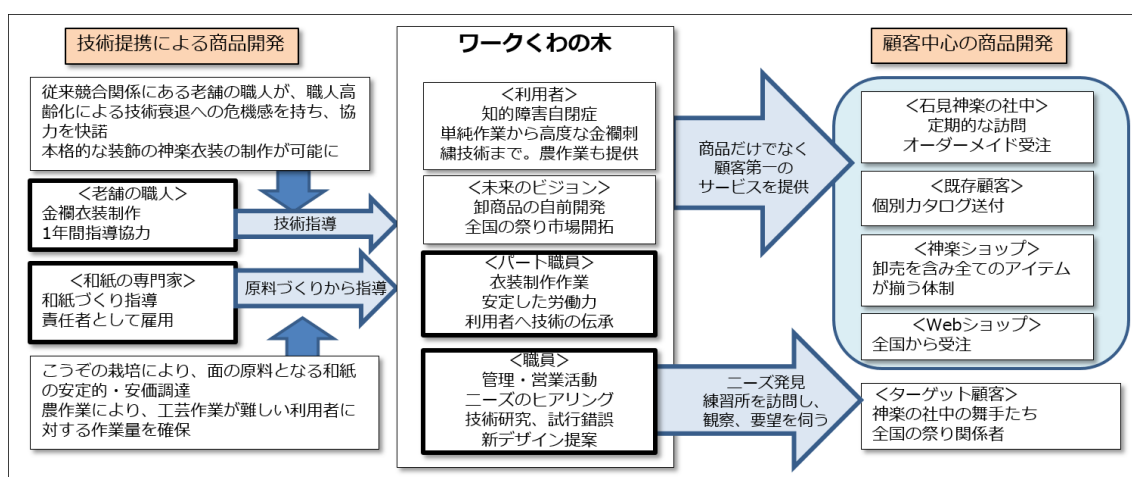 技術提携による商品開発
従来競合関係にある老舗の職人が、職人高
齢化による技術衰退への危機感を持ち、協
力を快諾
本格的な装飾の神楽衣装の制作が可能に
<老舗の職人>
金襴衣装制作
1年間指導協力
技術指導
<和紙の専門家>
和紙づくり指導
責任者として雇用
原料づくりから指導
こうぞの栽培により、面の原料となる和紙
の安定的・安価調達
農作業により、工芸作業が難しい利用者に
対する作業量を確保
ワークくわの木
<利用者>
知的障害自閉症
単純作業から高度な金襴刺
繍技術まで。農作業も提供
<未来のビジョン>
卸商品の自前開発
全国の祭り市場開拓
<パート職員>
衣装制作作業
安定した労働力
利用者へ技術の伝承
<職員>
管理・営業活動
ニーズのヒアリング
技術研究、試行錯誤
新デザイン提案
商品だけでなく
顧客第一の
サービスを提供
ニーズ発見
練習所を訪問し、
観察、要望を伺う
顧客中心の商品開発
<石見神楽の社中>
定期的な訪問
オーダーメイド受注
<既存顧客>
個別カタログ送付
<神楽ショップ>
卸売を含み全てのアイテム
が揃う体制
<Webショップ>
全国から受注
<ターゲット顧客>
神楽の社中の舞手たち
全国の祭り関係者